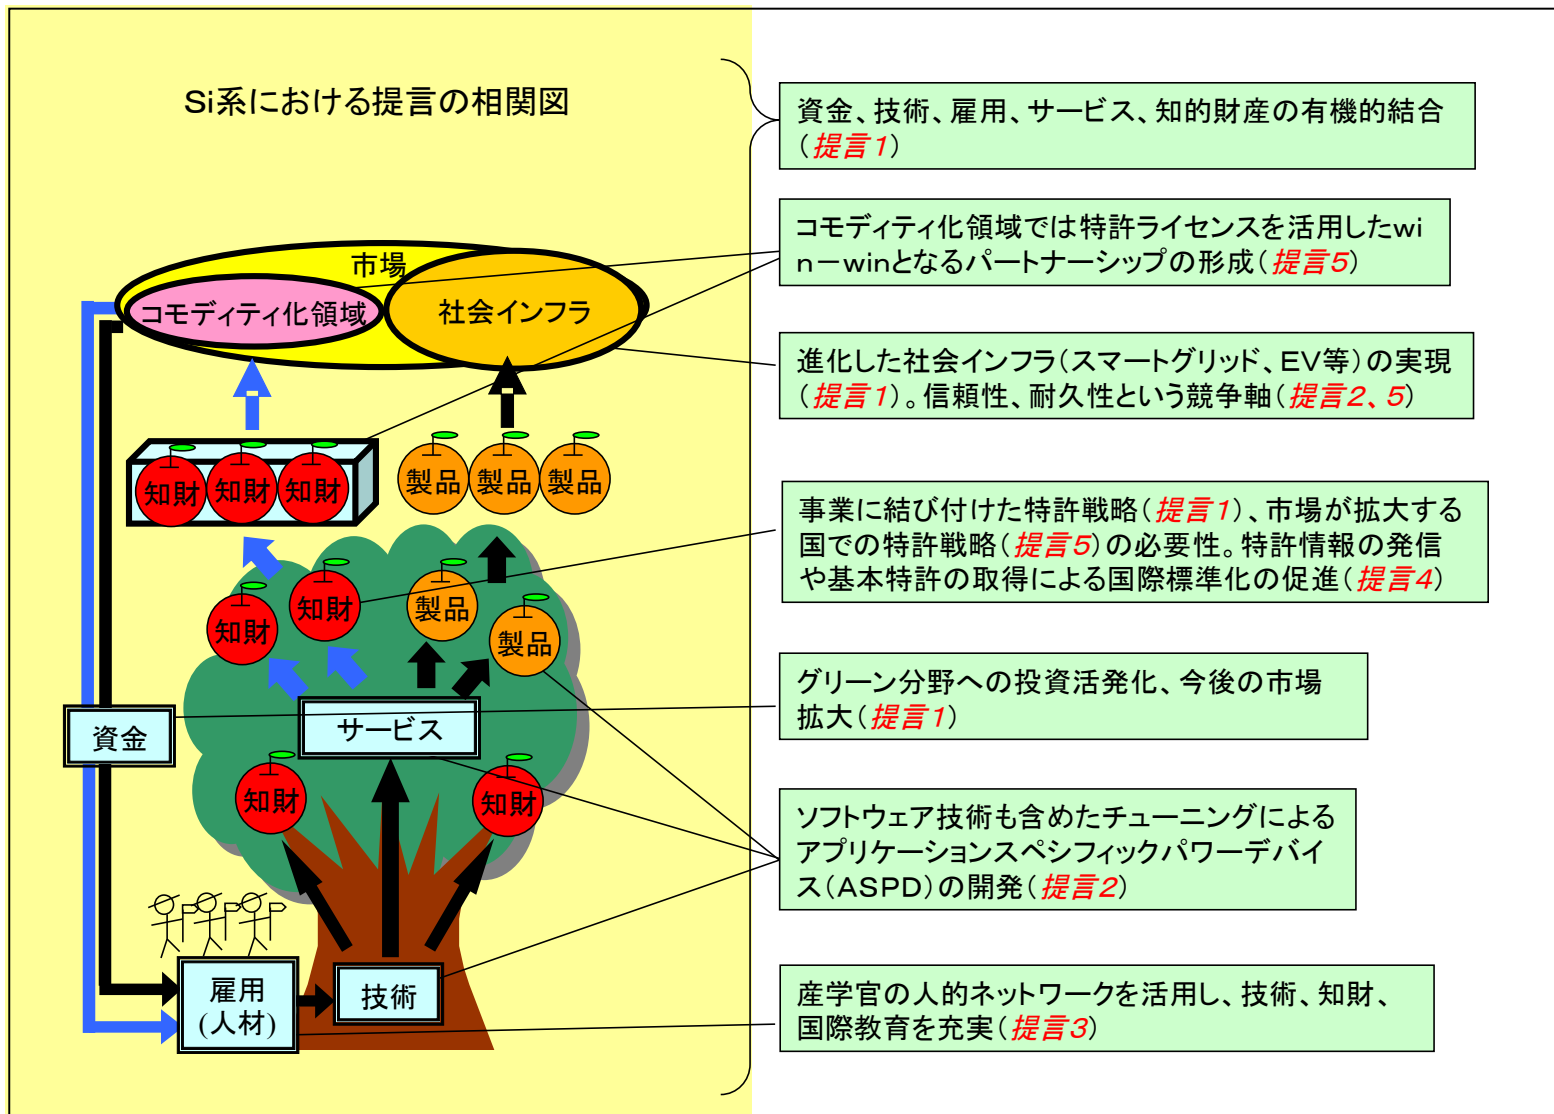 Si系における提言の相関図
市場
コモディティ化領域
社会インフラ
知財
知財
知財
製品
製品
製品
知財
知財
製品
製品
サービス
資金
知財
知財
雇用
(人材)
技術
資金、技術、雇用、サービス、知的財産の有機的結合
（提言1）
コモディティ化領域では特許ライセンスを活用したwi
n－winとなるパートナーシップの形成（提言5）
進化した社会インフラ（スマートグリッド、EV等）の実現
（提言1）。信頼性、耐久性という競争軸（提言2、5）
事業に結び付けた特許戦略（提言1）、市場が拡大する
国での特許戦略（提言5）の必要性。特許情報の発信
や基本特許の取得による国際標準化の促進（提言4）
グリーン分野への投資活発化、今後の市場
拡大（提言1）
ソフトウェア技術も含めたチューニングによる
アプリケーションスペシフィックパワーデバイ
ス（ASPD）の開発（提言2）
産学官の人的ネットワークを活用し、技術、知財、
国際教育を充実（提言3）